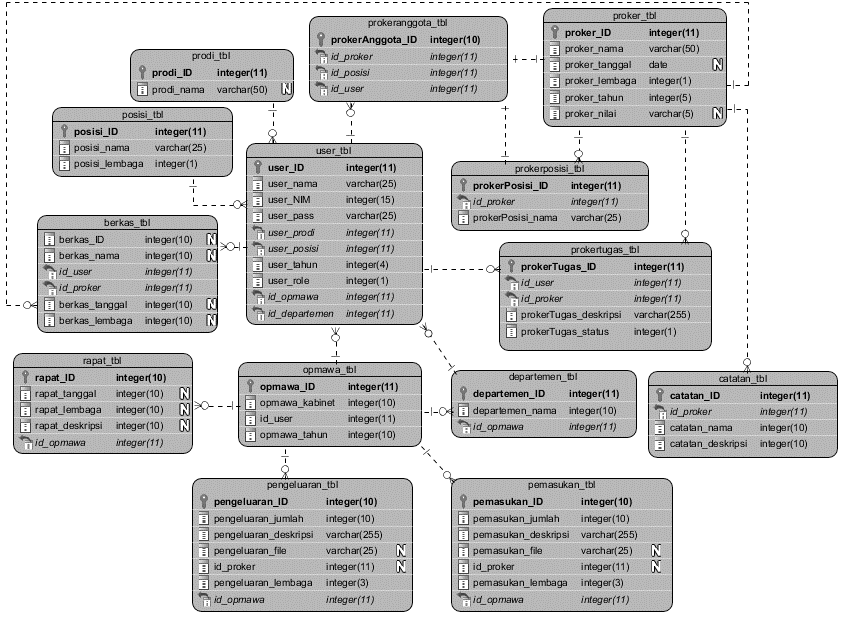 prokeranggota_tbl
prokerAnggota_ID integer(10)
id_proker integer(11)
id_posisi integer(11)
id_user integer(11)
proker_tbl
proker_ID integer(11)
proker_nama varchar(50)
proker_tanggal date N
proker_lembaga integer(1)
proker_tahun integer(5)
proker_nilai varchar(5) N
prodi_tbl
prodi_ID integer(11)
prodi_nama varchar(50) N
posisi_tbl
posisi_ID integer(11)
posisi_nama varchar(25)
posisi_lembaga integer(1)
user_tbl
user_ID integer(11)
user_nama varchar(25)
user_NIM integer(15)
user_pass varchar(25)
user_prodi integer(11)
user_posisi integer(11)
user_tahun integer(4)
user_role integer(1)
id_opmawa integer(11)
id_departemen integer(11)
prokerposisi_tbl
prokerPosisi_ID integer(11)
id_proker integer(11)
prokerPosisi_nama varchar(25)
berkas_tbl
berkas_ID integer(10) N
berkas_nama integer(10) N
id_user integer(11)
id_proker integer(11)
berkas_tanggal integer(10) N
berkas_lembaga integer(10) N
prokertugas_tbl
prokerTugas_ID integer(11)
id_user integer(11)
id_proker integer(11)
prokerTugas_deskripsi varchar(255)
prokerTugas_status integer(1)
rapat_tbl
rapat_ID integer(10)
rapat_tanggal integer(10) N
rapat_lembaga integer(10) N
rapat_deskripsi integer(10) N
id_opmawa integer(11)
opmawa_tbl
opmawa_ID integer(11)
opmawa_kabinet integer(10)
id_user integer(11)
opmawa_tahun integer(10)
departemen_tbl
departemen_ID integer(11)
departemen_nama integer(10)
id_opmawa integer(11)
catatan_tbl
catatan_ID integer(11)
id_proker integer(11)
catatan_nama integer(10)
catatan_deskripsi integer(10)
pengeluaran_tbl
pengeluaran_ID integer(10)
pengeluaran_jumlah integer(10)
pengeluaran_deskripsi varchar(255)
pengeluaran_file varchar(25) N
id_proker integer(11) N
pengeluaran_lembaga integer(3)
id_opmawa integer(11)
pemasukan_tbl
pemasukan_ID integer(10)
pemasukan_jumlah integer(10)
pemasukan_deskripsi varchar(255)
pemasukan_file varchar(25) N
id_proker integer(11) N
pemasukan_lembaga integer(3)
id_opmawa integer(11)